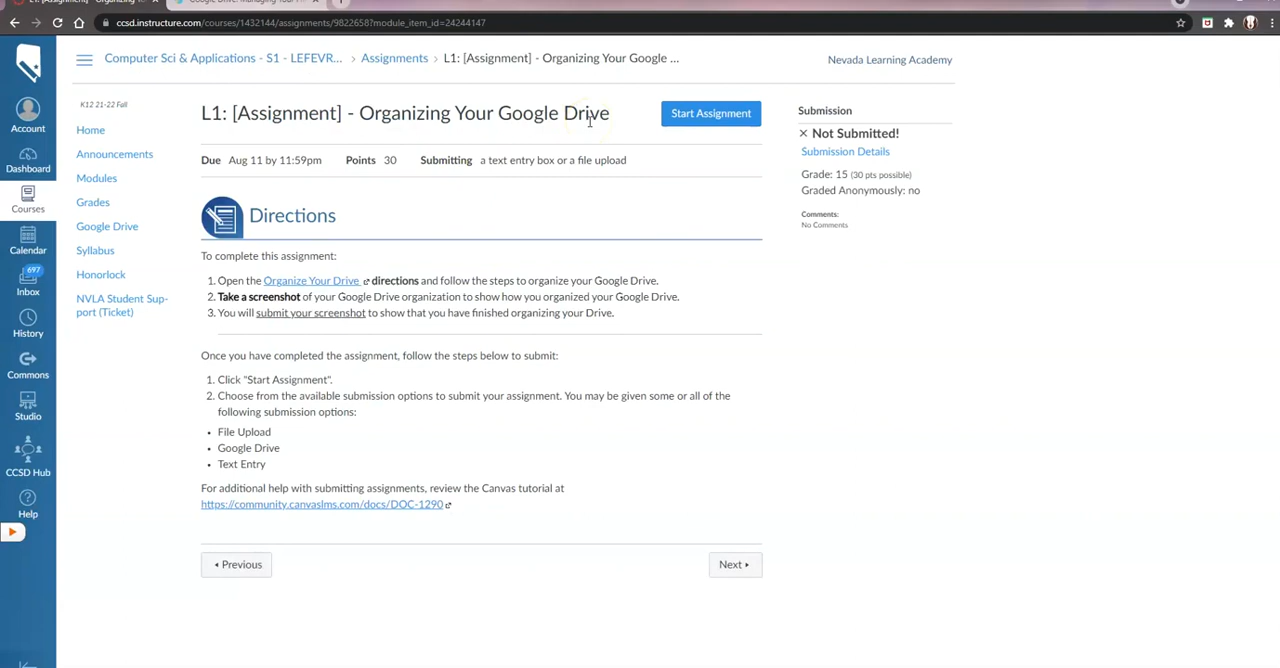 L1: [Assignment] - Organizing Your
Google Drive: Managing Your
ccsd.instructure.com/courses/1432144/assignments/9822658?module_item_id=24244147
Computer Sci & Applications - S1 - LEFEVR... > Assignments > L1: [Assignment] - Organizing Your Google ...
Nevada Learning Academy
Account
Dashboard
Courses
Calendar
697
Inbox
History
Commons
Studio
CCSD Hub
Help
K12 21-22 Fall
Home
Announcements
Modules
Grades
Google Drive
Syllabus
Honorlock
NVLA Student Sup-
port (Ticket)
L1: [Assignment] - Organizing Your Google Drive
Start Assignment
Due Aug 11 by 11:59pm Points 30 Submitting a text entry box or a file upload
Directions
To complete this assignment:
1. Open the Organize Your Drive directions and follow the steps to organize your Google Drive.
2. Take a screenshot of your Google Drive organization to show how you organized your Google Drive.
3. You will submit your screenshot to show that you have finished organizing your Drive.
Once you have completed the assignment, follow the steps below to submit:
1. Click "Start Assignment".
2. Choose from the available submission options to submit your assignment. You may be given some or all of the
following submission options:
• File Upload
• Google Drive
• Text Entry
For additional help with submitting assignments, review the Canvas tutorial at
https://community.canvaslms.com/docs/DOC-1290
Previous
Next
Submission
Not Submitted!
Submission Details
Grade: 15 (30 pts possible)
Graded Anonymously: no
Comments:
No Comments